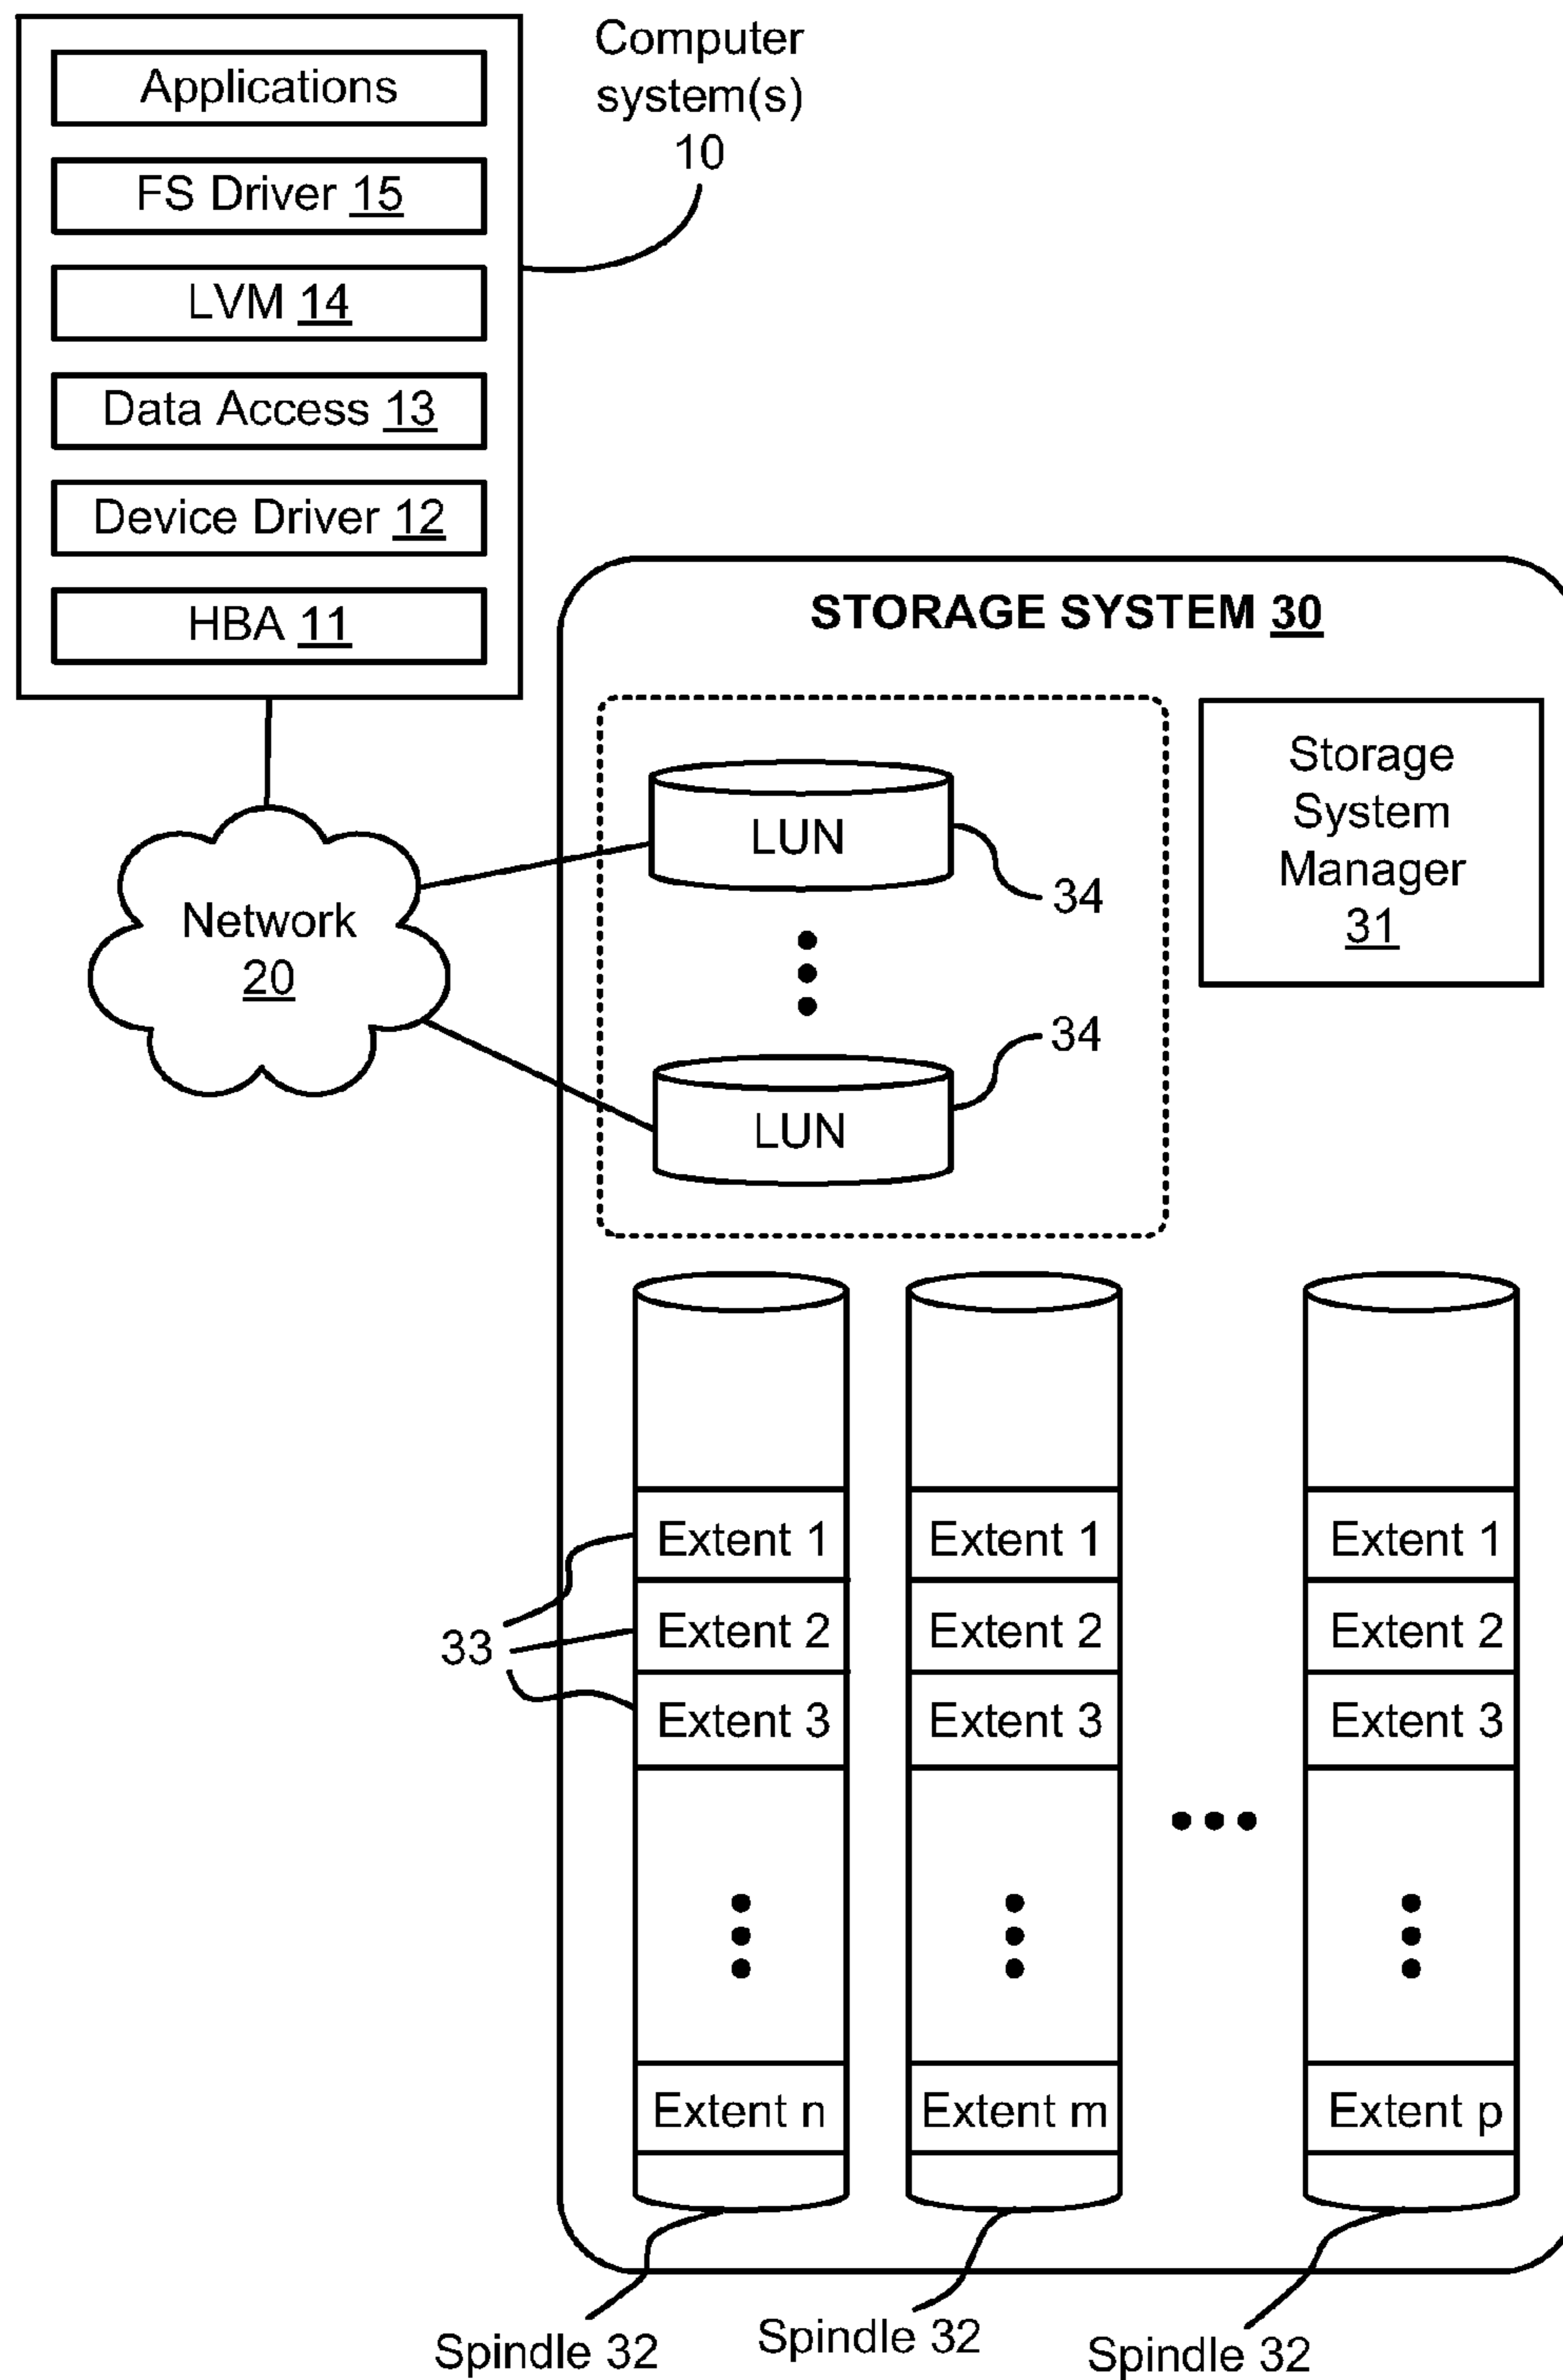 Computer
system(s)
10
Applications
FS Driver 15
LVM 14
Data Access 13
Device Driver 12
HBA 11
STORAGE SYSTEM 30
Storage
System
Manager
31
LUN
34
Network
20
34
LUN
Extent 1
Extent 1
Extent 1
33
Extent 2
Extent 2
Extent 2
Extent 3
Extent 3
Extent 3
Extent n
Extent m
Extent p
Spindle 32
Spindle 32
Spindle 32